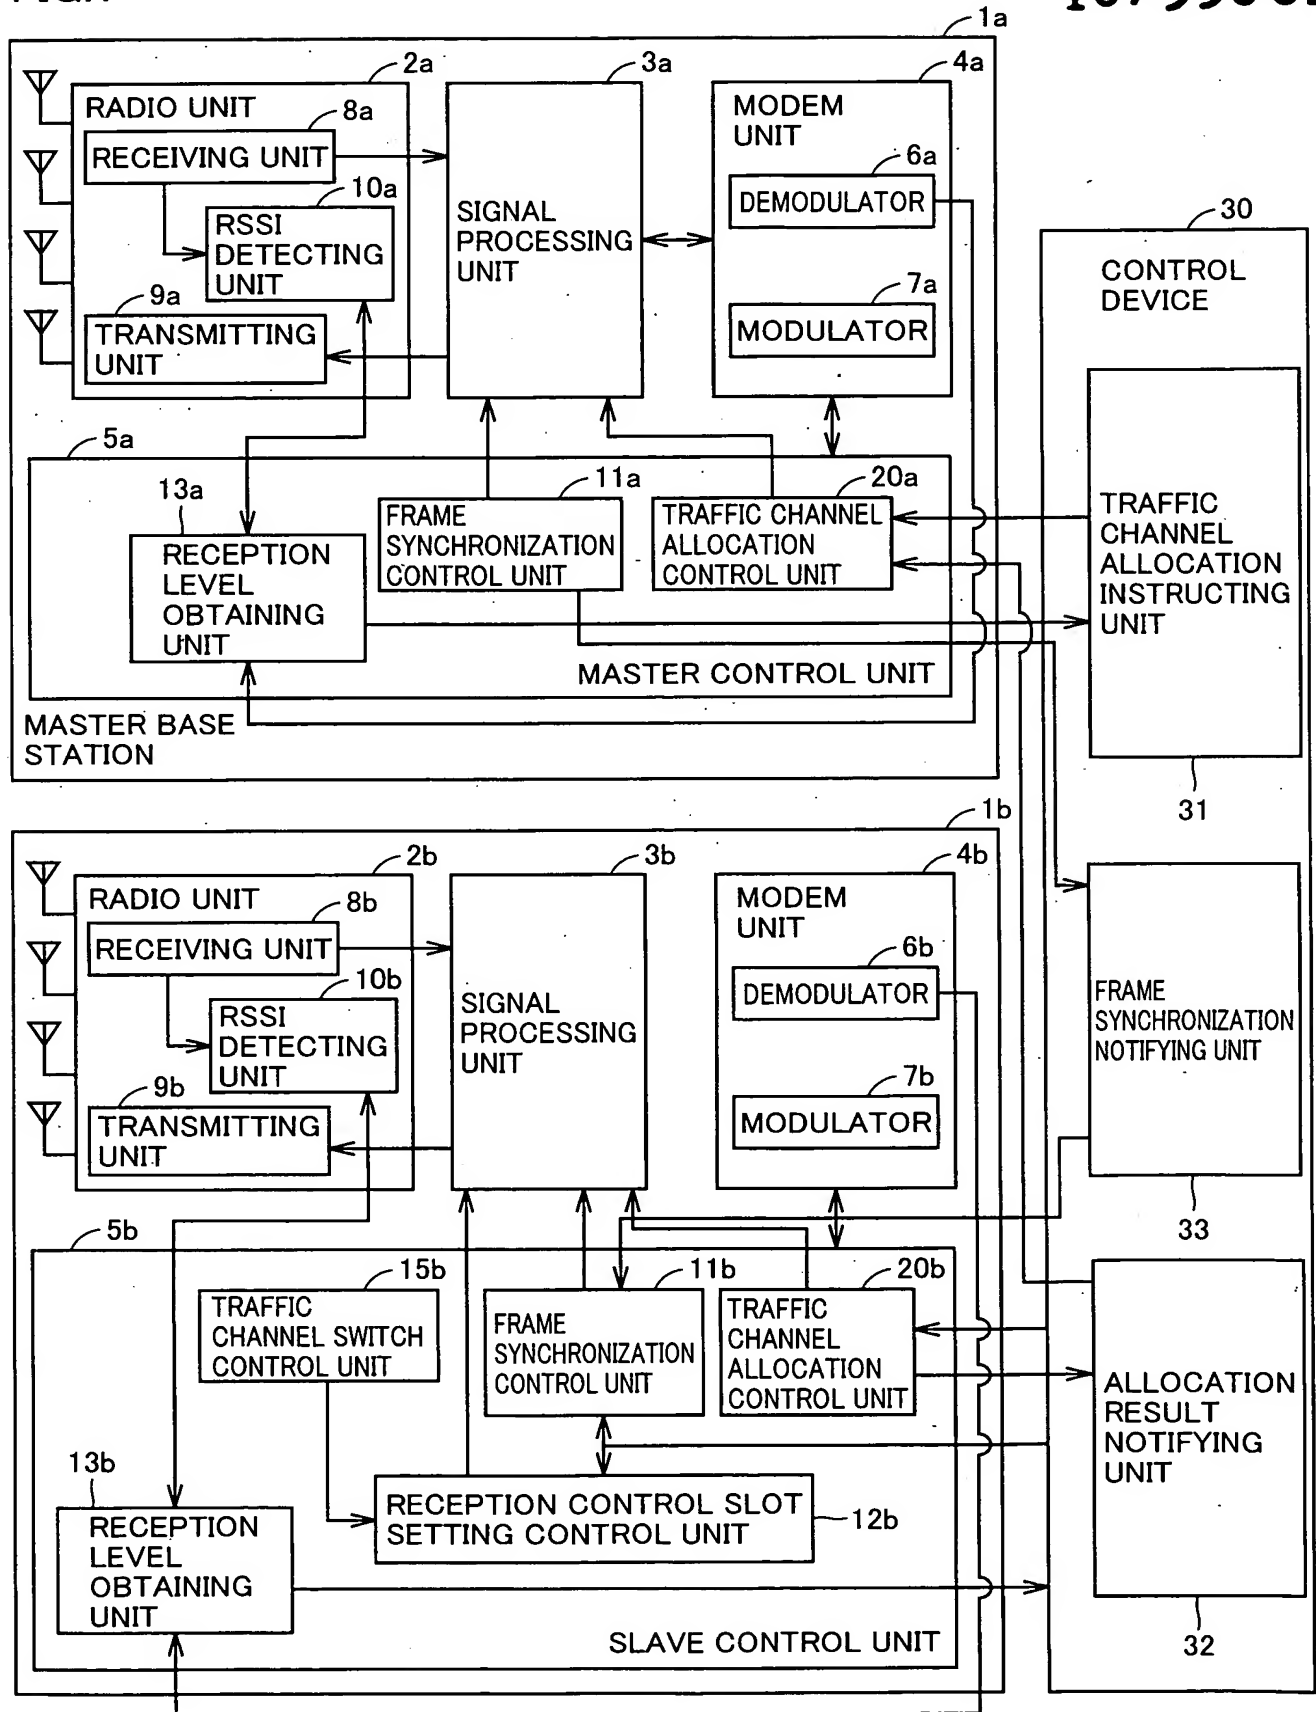 1a
2a
3a
4a
RADIO UNIT
8a
RECEIVING UNIT
10a
RSSI
DETECTING
UNIT
9a
TRANSMITTING
UNIT
SIGNAL
PROCESSING
UNIT
MODEM
UNIT
6a
DEMODULATOR
7a
MODULATOR
30
CONTROL
DEVICE
5a
13a
RECEPTION
LEVEL
OBTAINING
UNIT
11a
FRAME
SYNCHRONIZATION
CONTROL UNIT
20a
TRAFFIC CHANNEL
ALLOCATION
CONTROL UNIT
TRAFFIC
CHANNEL
ALLOCATION
INSTRUCTING
UNIT
MASTER CONTROL UNIT
MASTER BASE
STATION
31
1b
2b
3b
4b
RADIO UNIT
8b
RECEIVING UNIT
10b
RSSI
DETECTING
UNIT
9b
TRANSMITTING
UNIT
SIGNAL
PROCESSING
UNIT
MODEM
UNIT
6b
DEMODULATOR
7b
MODULATOR
FRAME
SYNCHRONIZATION
NOTIFYING UNIT
33
5b
15b
TRAFFIC
CHANNEL SWITCH
CONTROL UNIT
11b
FRAME
SYNCHRONIZATION
CONTROL UNIT
20b
TRAFFIC
CHANNEL
ALLOCATION
CONTROL UNIT
ALLOCATION
RESULT
NOTIFYING
UNIT
13b
RECEPTION
LEVEL
OBTAINING
UNIT
RECEPTION CONTROL SLOT
SETTING CONTROL UNIT
12b
SLAVE CONTROL UNIT
32